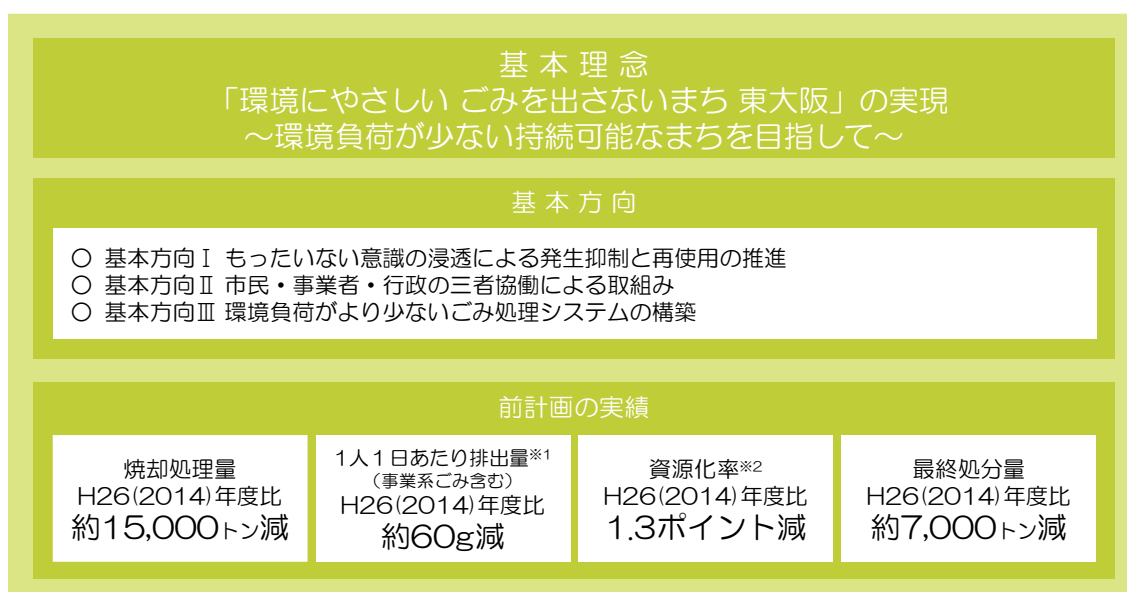 基本理念
「環境にやさしい ごみを出さないまち 東大阪」の実現
～環境負荷が少ない持続可能なまちを目指して～
基本方向
○ 基本方向Ⅰ もったいない意識の浸透による発生抑制と再使用の推進
○ 基本方向Ⅱ 市民・事業者・行政の三者協働による取組み
○ 基本方向Ⅲ 環境負荷がより少ないごみ処理システムの構築
前計画の実績
焼却処理量
H26(2014)年度比
約15,000トン減
1人1日あたり排出量※1
（事業系ごみ含む）
H26(2014)年度比
約60g減
資源化率※2
H26(2014)年度比
1.3ポイント減
最終処分量
H26(2014)年度比
約7,000トン減